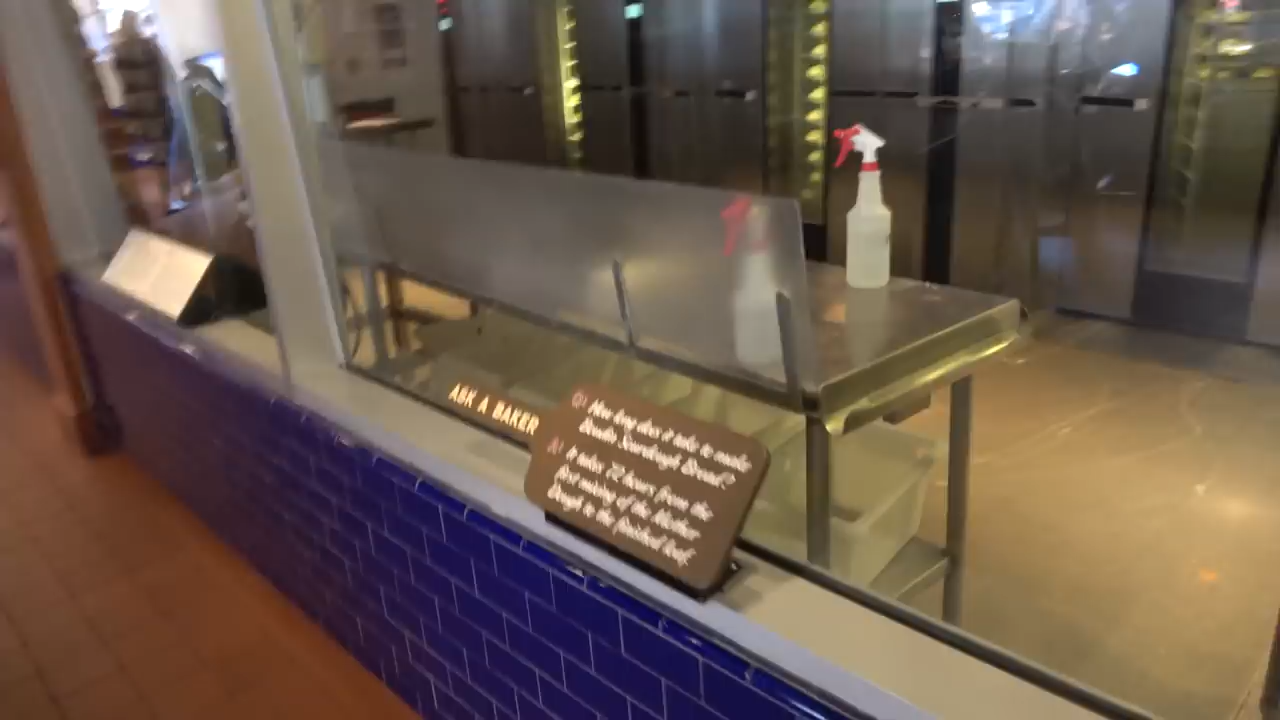 ASK A BAKER
Q: How long does it take to make
Boudin Sourdough Bread?
A: It takes 72 hours from the
first mixing of the Mother
Dough to the finished loaf.